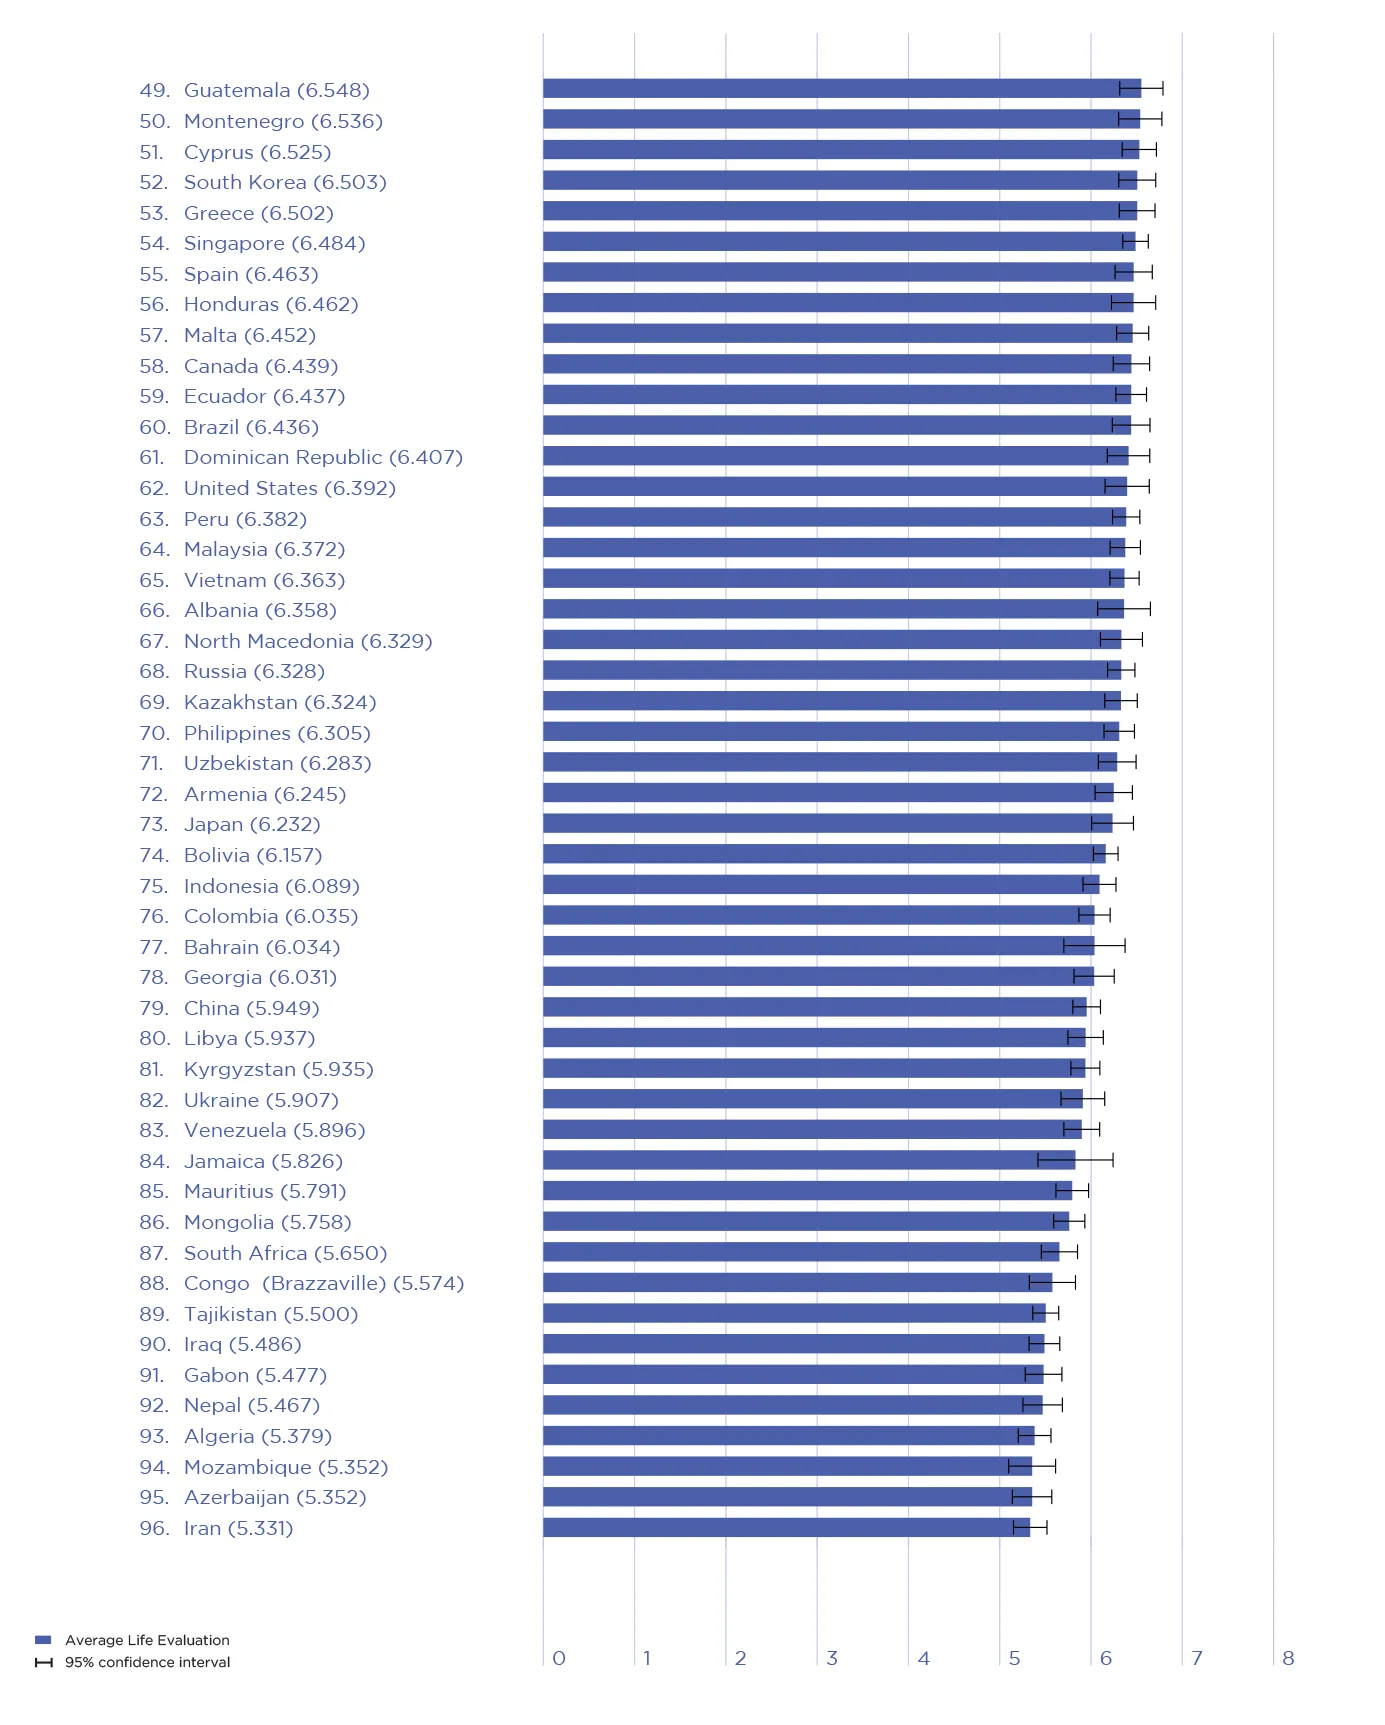 49. Guatemala (6.548)
50. Montenegro (6.536)
51. Cyprus (6.525)
52. South Korea (6.503)
53. Greece (6.502)
54. Singapore (6.484)
55. Spain (6.463)
56. Honduras (6.462)
57. Malta (6.452)
58. Canada (6.439)
59. Ecuador (6.437)
60. Brazil (6.436)
61. Dominican Republic (6.407)
62. United States (6.392)
63. Peru (6.382)
64. Malaysia (6.372)
65. Vietnam (6.363)
66. Albania (6.358)
67. North Macedonia (6.329)
68. Russia (6.328)
69. Kazakhstan (6.324)
70. Philippines (6.305)
71. Uzbekistan (6.283)
72. Armenia (6.245)
73. Japan (6.232)
74. Bolivia (6.157)
75. Indonesia (6.089)
76. Colombia (6.035)
77. Bahrain (6.034)
78. Georgia (6.031)
79. China (5.949)
80. Libya (5.937)
81. Kyrgyzstan (5.935)
82. Ukraine (5.907)
83. Venezuela (5.896)
84. Jamaica (5.826)
85. Mauritius (5.791)
86. Mongolia (5.758)
87. South Africa (5.650)
88. Congo (Brazzaville) (5.574)
89. Tajikistan (5.500)
90. Iraq (5.486)
91. Gabon (5.477)
92. Nepal (5.467)
93. Algeria (5.379)
94. Mozambique (5.352)
95. Azerbaijan (5.352)
96. Iran (5.331)
Average Life Evaluation
95% confidence interval
0 1 2 3 4 5 6 7 8